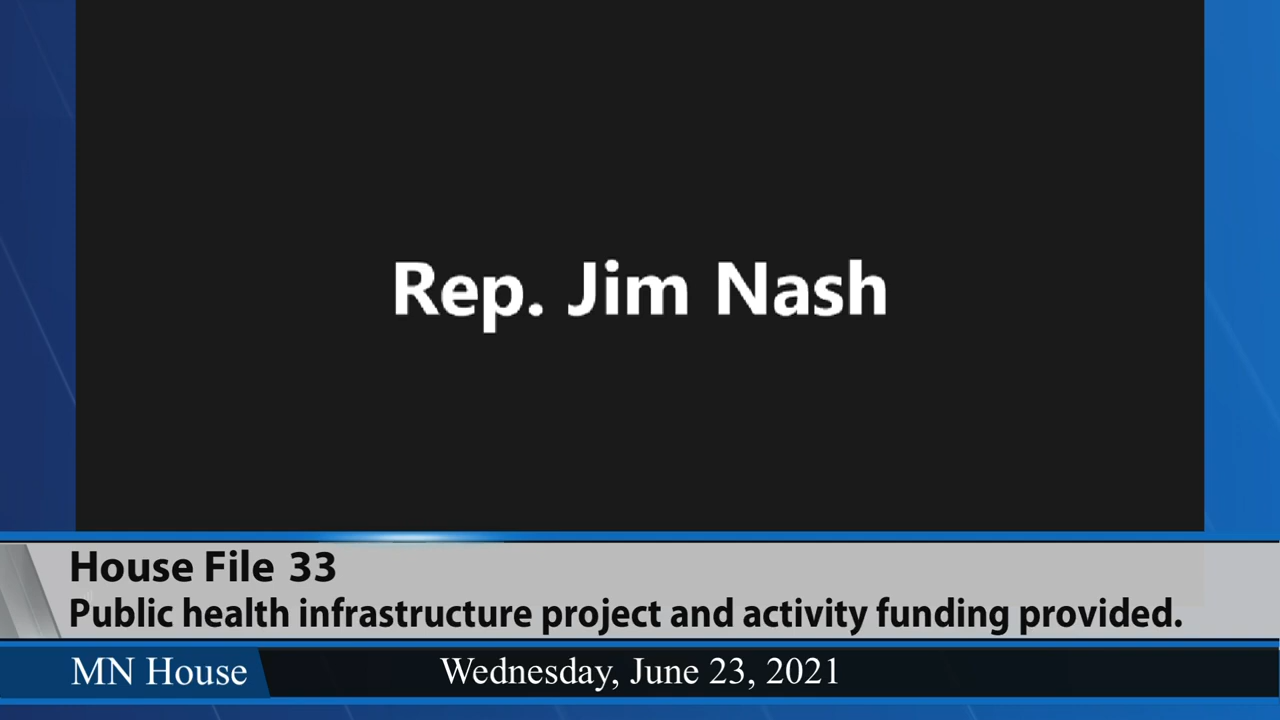 Rep. Jim Nash
House File 33
Public health infrastructure project and activity funding provided.
MN House
Wednesday, June 23, 2021